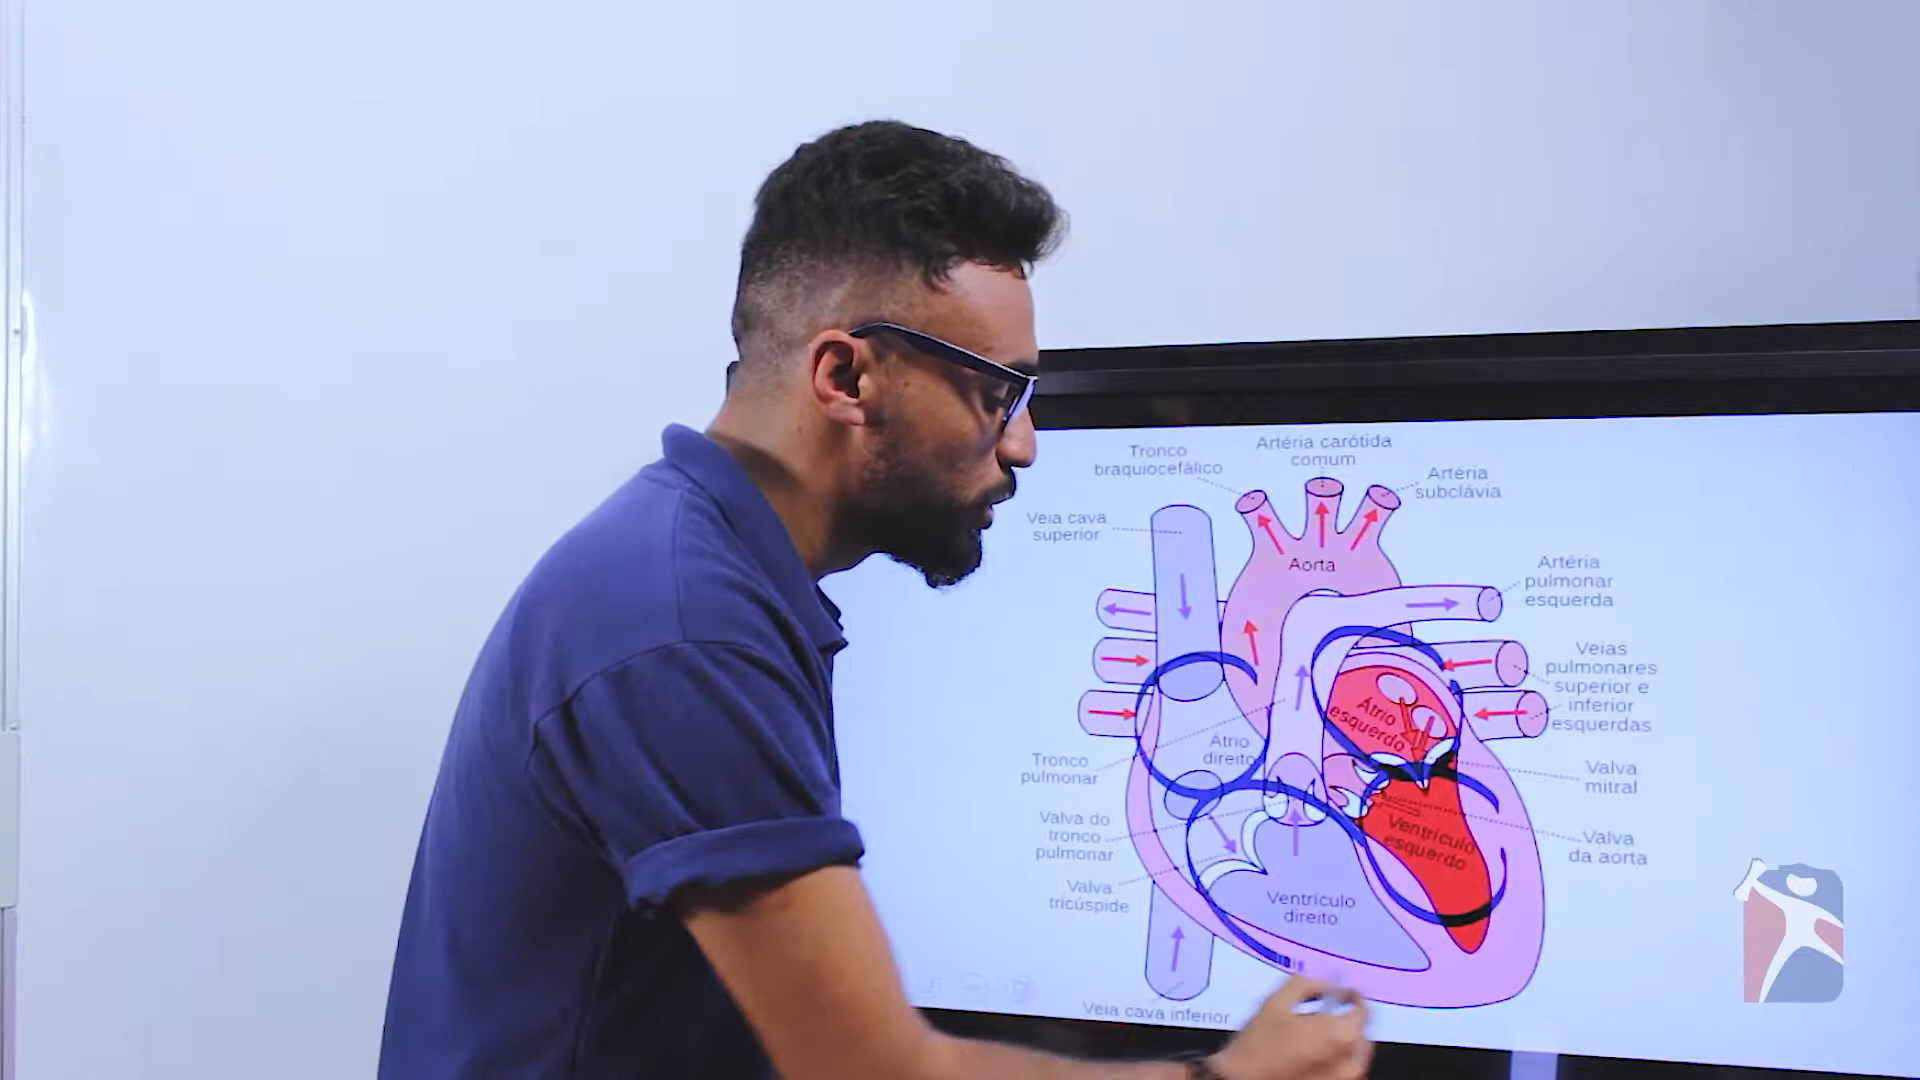 Tronco
braquiocefálico
Artéria carótida
comum
Artéria
subclávia
Veia cava
superior
Aorta
Artéria
pulmonar
esquerda
Veias
pulmonares
superior e
inferior
esquerdas
Átrio
esquerdo
Átrio
direito
Tronco
pulmonar
Valva
mitral
Valva do
tronco
pulmonar
Ventrículo
esquerdo
Valva
da aorta
Valva
tricúspide
Ventrículo
direito
Veia cava inferior